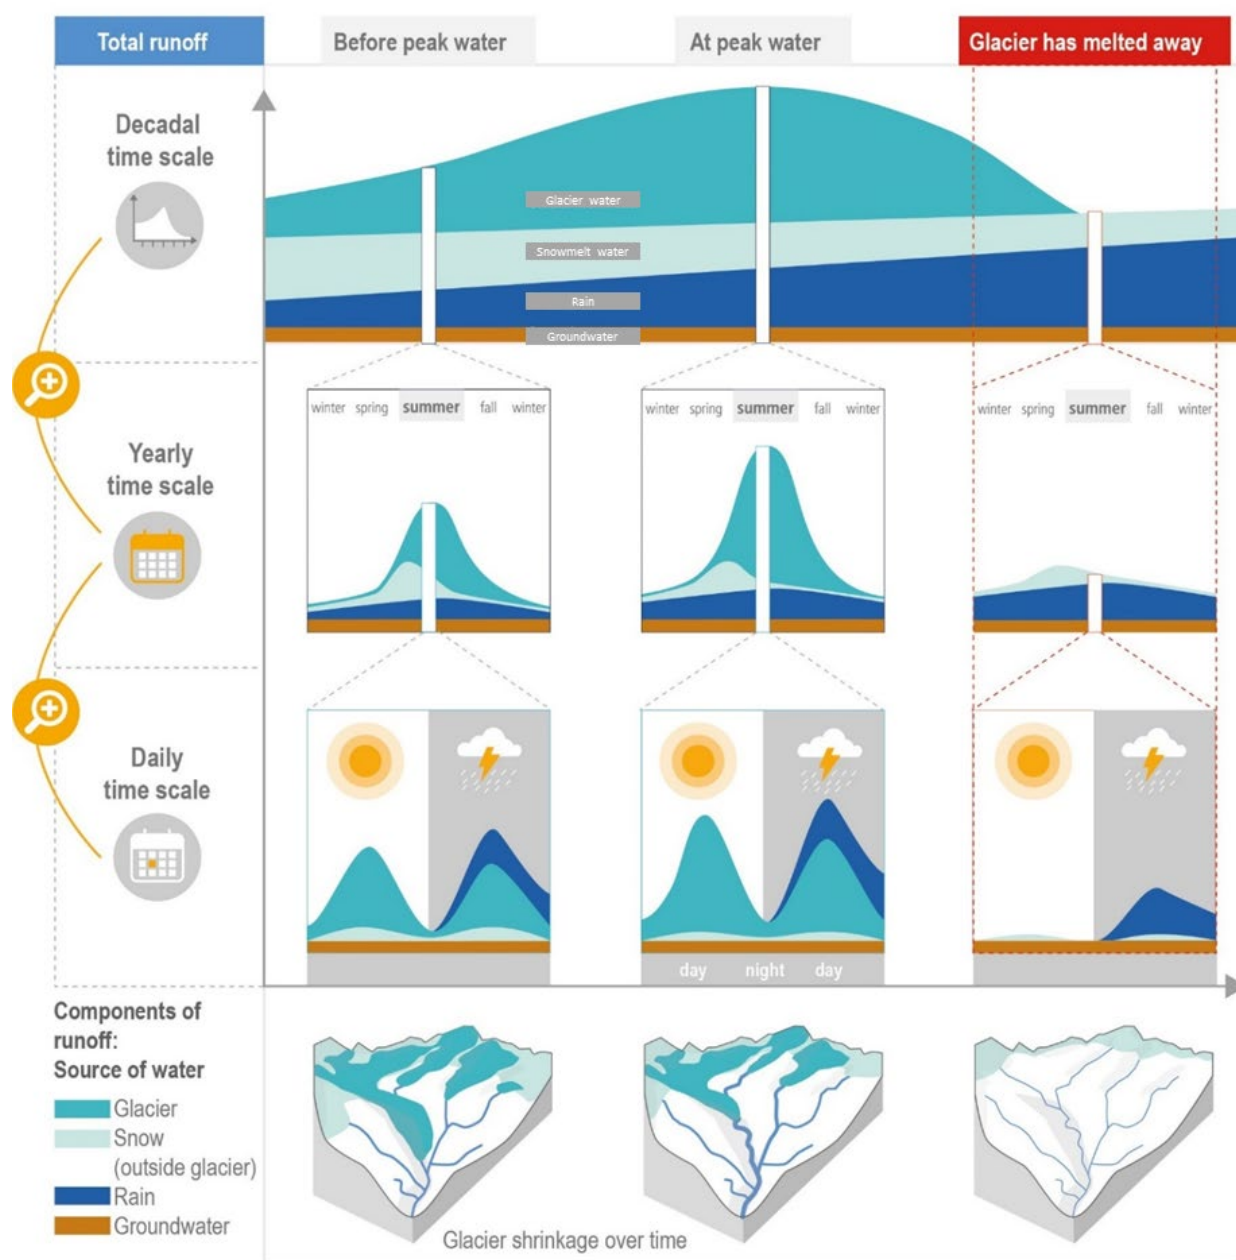 Total runoff
Before peak water
At peak water
Glacier has melted away
Decadal
time scale
Glacier water
Snowmelt water
Rain
Groundwater
winter spring summer fall winter
winter spring summer fall winter
winter spring summer fall winter
Yearly
time scale
Daily
time scale
day night day
Components of
runoff:
Source of water
Glacier
Snow
(outside glacier)
Rain
Groundwater
Glacier shrinkage over time